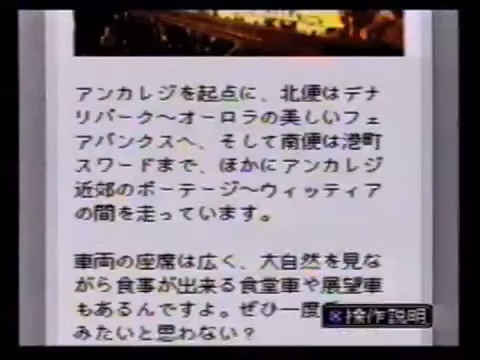 アンカレジを起点に、北便はデナ
リパーク〜オーロラの美しいフェ
アバンクスへ、そして南便は港町
スワードまで、ほかにアンカレジ
近郊のポーテージ〜ウィッティア
の間を走っています。
車両の座席は広く、大自然を見な
がら食事が出来る食堂車や展望車
もあるんですよ。ぜひ一度
みたいと思わない？
※操作説明